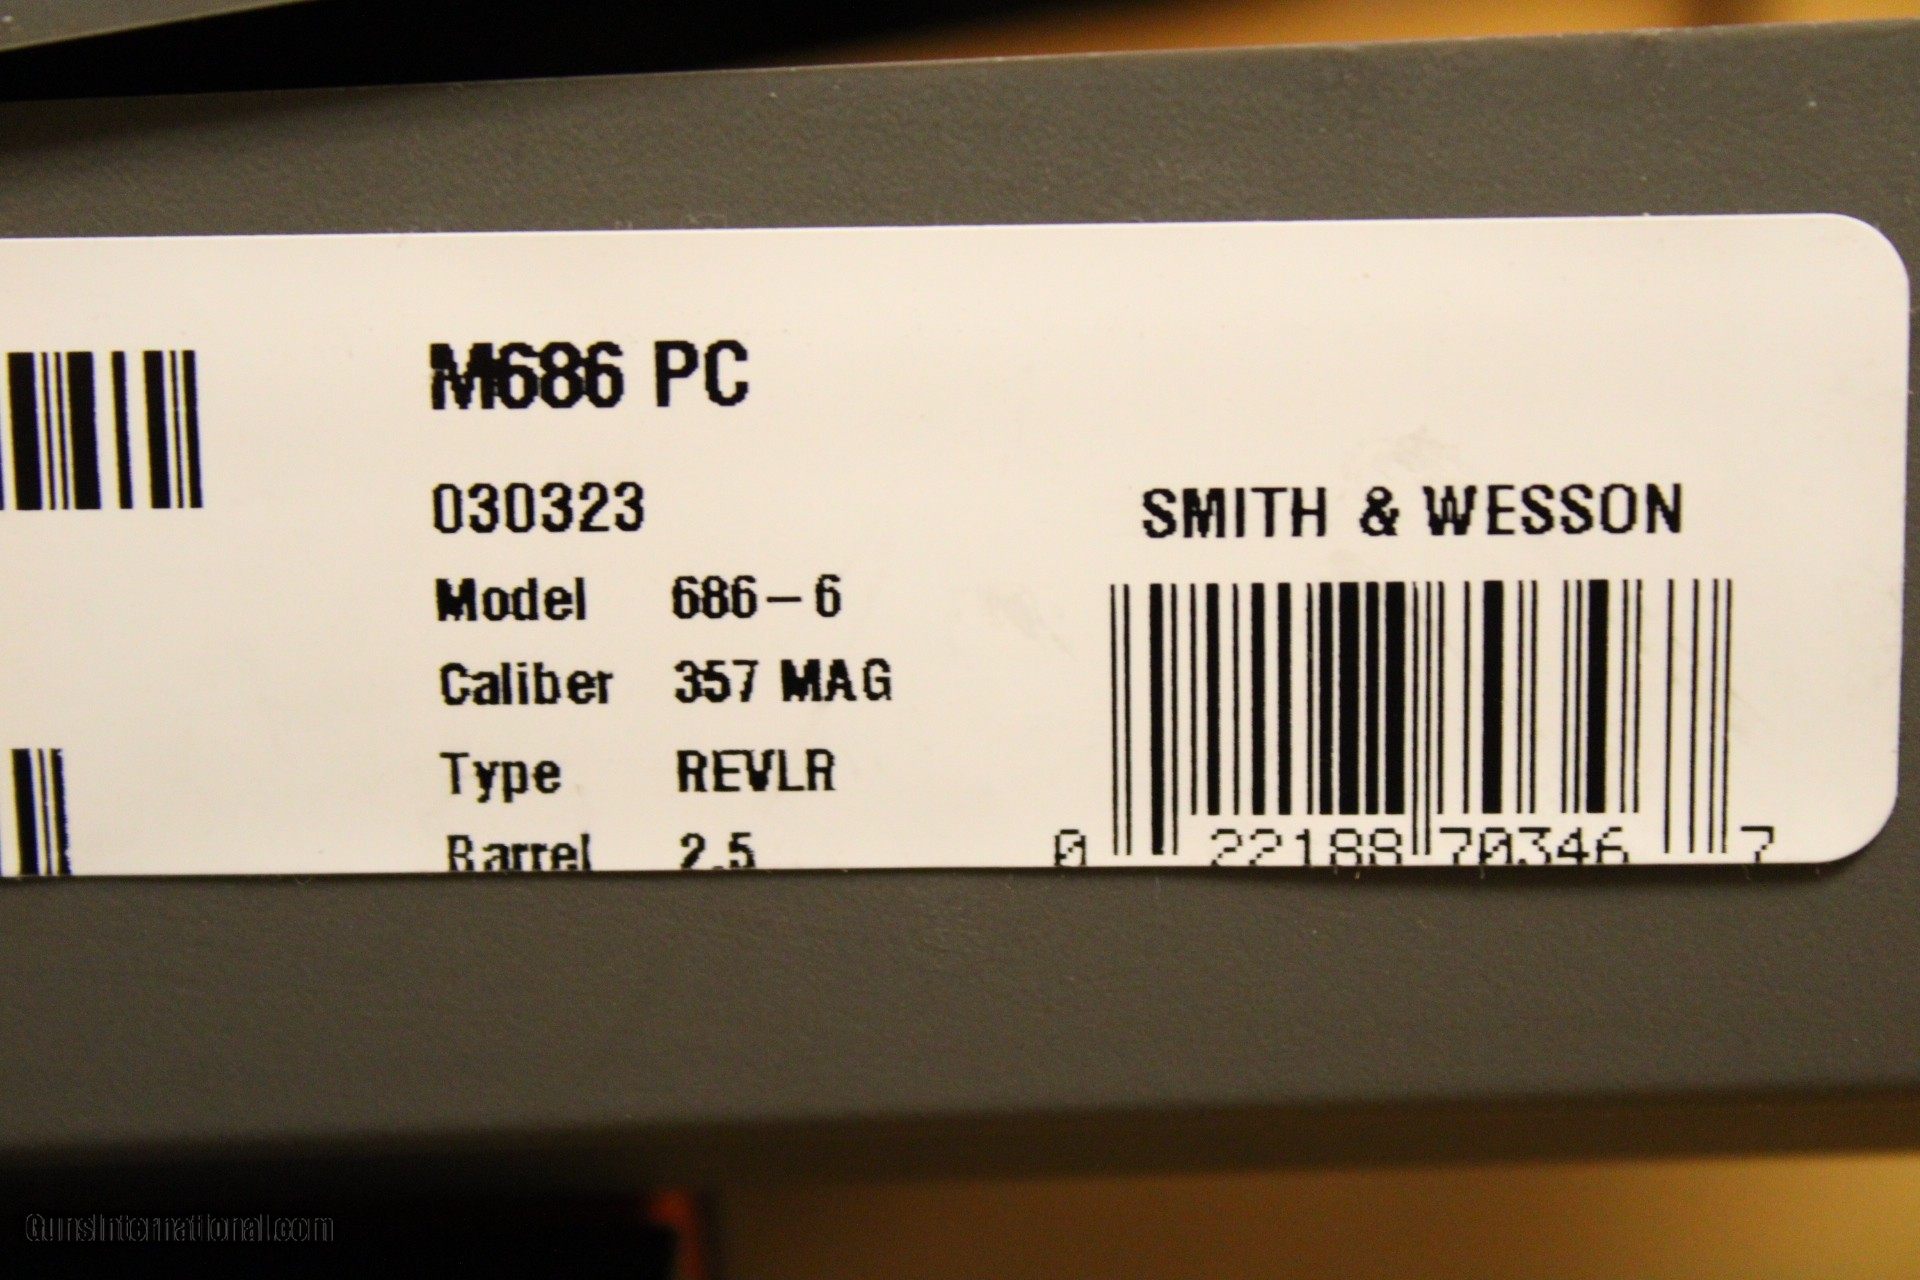 M686 PC
030323
Model 686-6
Caliber 357 MAG
Type REVLR
Barrel 2.5
SMITH & WESSON
0 22188 70346 7
GunsInternational.com